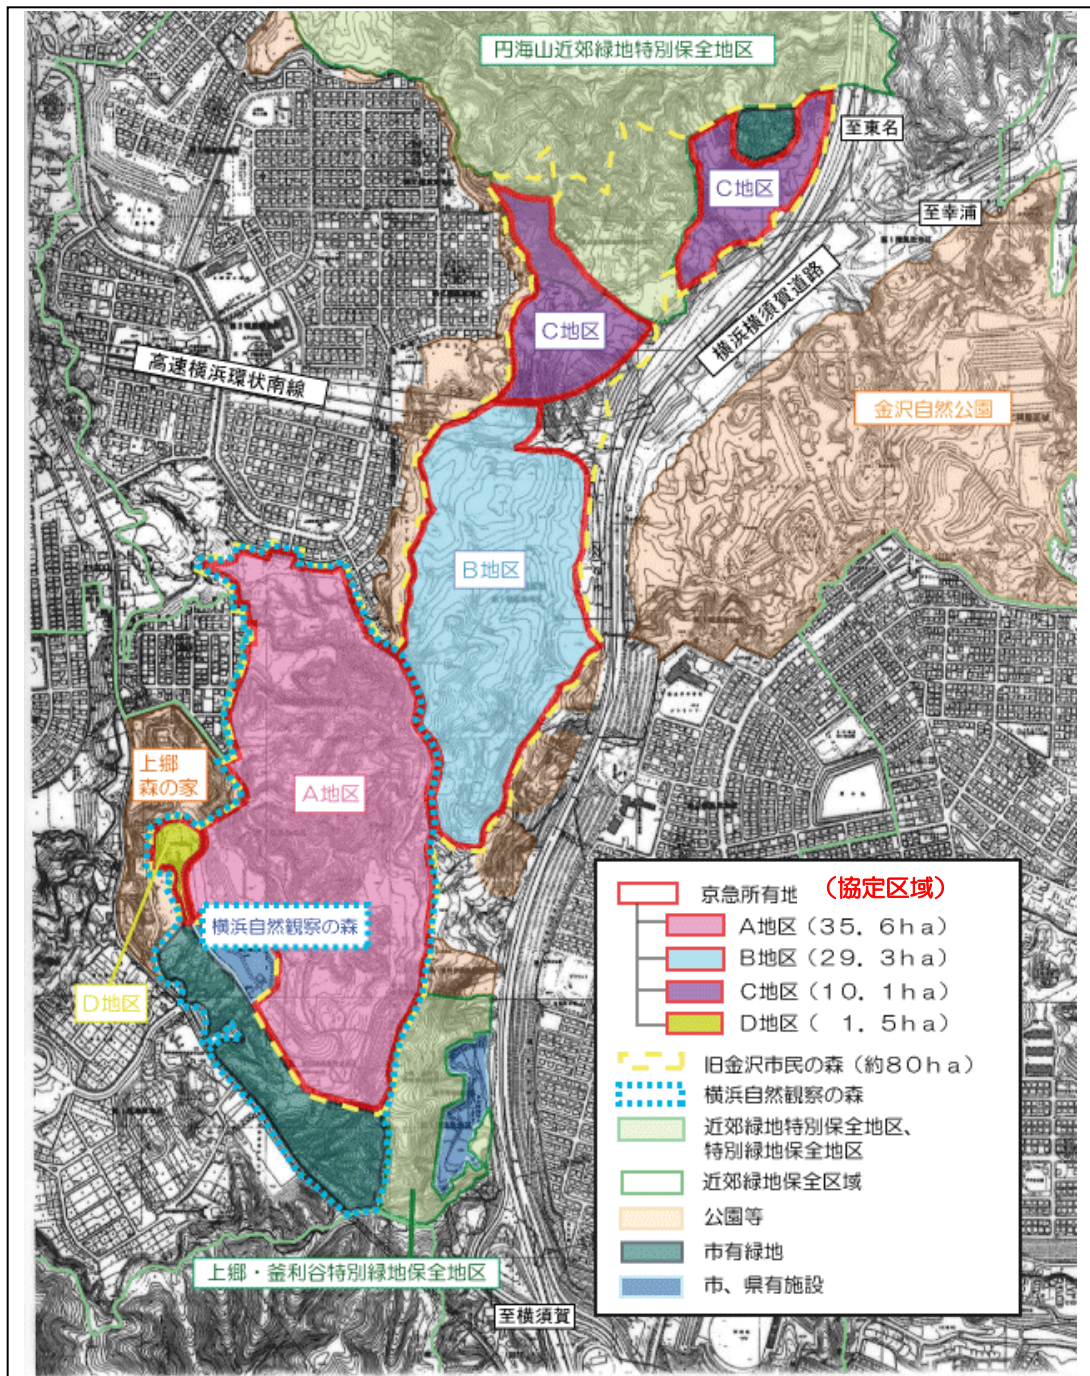 円海山近郊緑地特別保全地区
至東名
C地区
至幸浦
C地区
横浜横須賀道路
高速横浜環状南線
金沢自然公園
B地区
上郷
森の家
A地区
横浜自然観察の森
D地区
上郷・釜利谷特別緑地保全地区
至横須賀
京急所有地 (協定区域)
A地区(35.6ha)
B地区(29.3ha)
C地区(10.1ha)
D地区( 1.5ha)
旧金沢市民の森(約80ha)
横浜自然観察の森
近郊緑地特別保全地区、
特別緑地保全地区
近郊緑地保全区域
公園等
市有緑地
市、県有施設